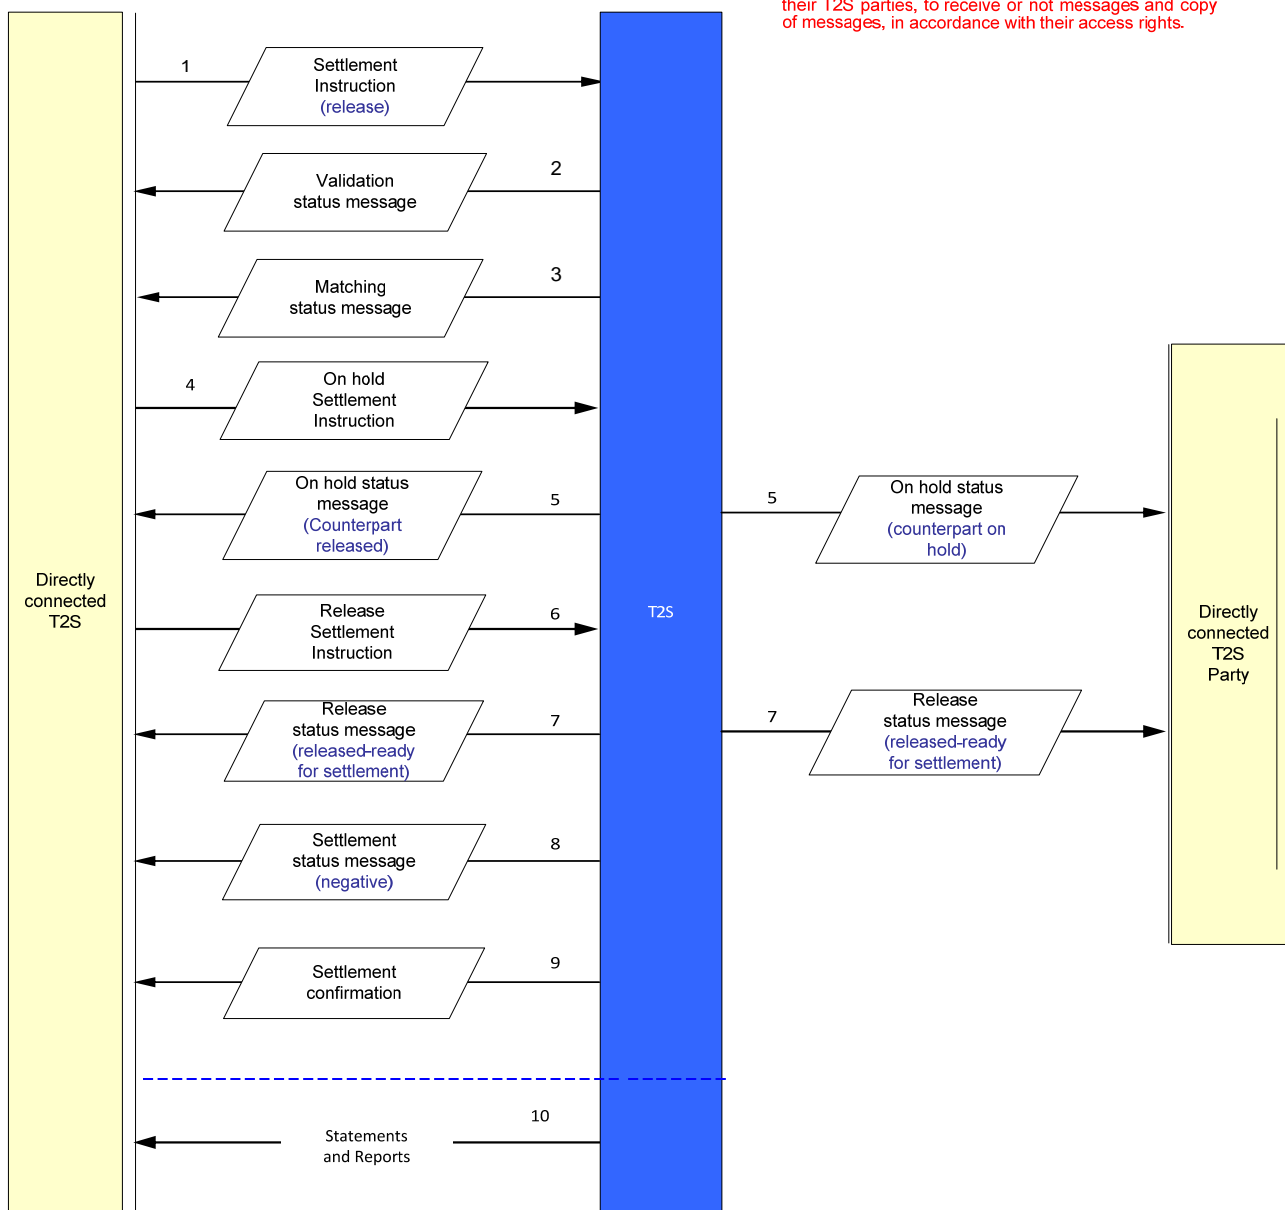 their T2S parties, to receive or not messages and copy
of messages, in accordance with their access rights.
1
Settlement
Instruction
(release)
Validation
status message
2
Matching
status message
3
4
On hold
Settlement
Instruction
On hold status
message
(Counterpart
released)
5
5
On hold status
message
(counterpart on
hold)
Directly
connected
T2S
Release
Settlement
Instruction
6
T2S
Directly
connected
T2S
Party
Release
status message
(released-ready
for settlement)
7
7
Release
status message
(released-ready
for settlement)
Settlement
status message
(negative)
8
Settlement
confirmation
9
10
Statements
and Reports